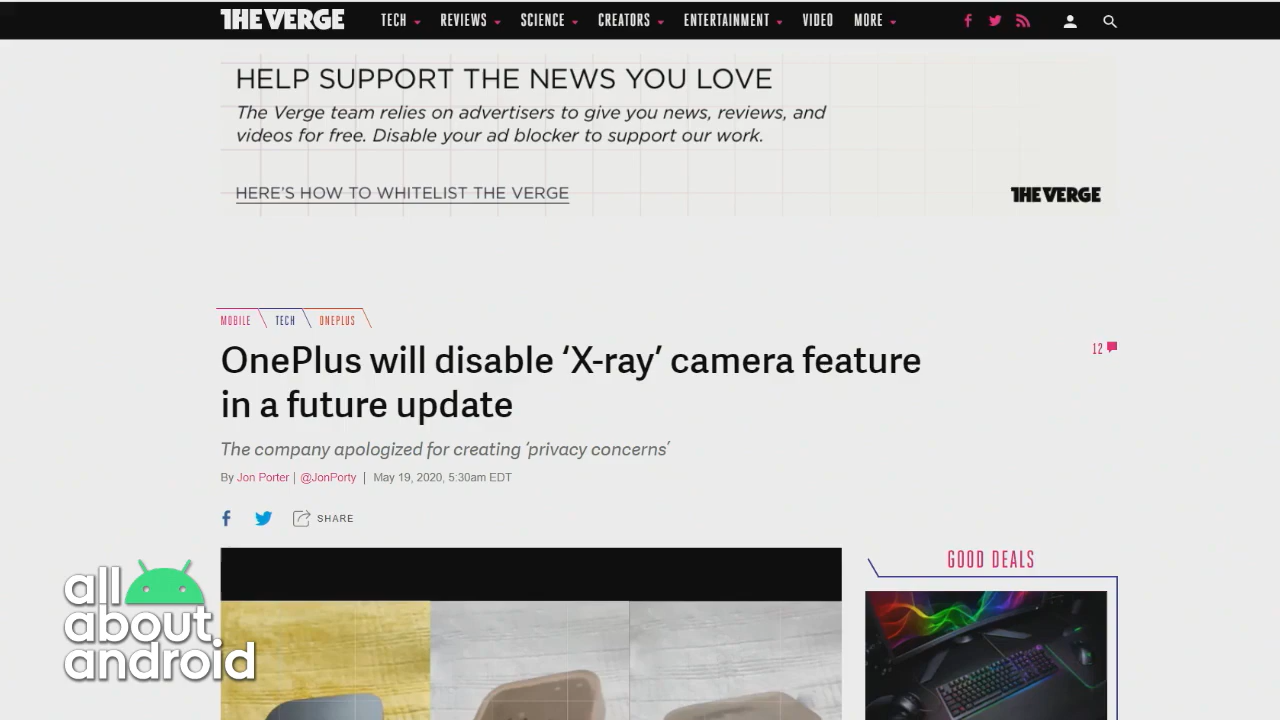 THE VERGE
TECH REVIEWS SCIENCE CREATORS ENTERTAINMENT VIDEO MORE
HELP SUPPORT THE NEWS YOU LOVE
The Verge team relies on advertisers to give you news, reviews, and
videos for free. Disable your ad blocker to support our work.
HERE'S HOW TO WHITELIST THE VERGE
THE VERGE
MOBILE TECH ONEPLUS
OnePlus will disable ‘X-ray’ camera feature
in a future update
12
The company apologized for creating ‘privacy concerns’
By Jon Porter | @JonPorty | May 19, 2020, 5:30am EDT
SHARE
GOOD DEALS
all
about
android